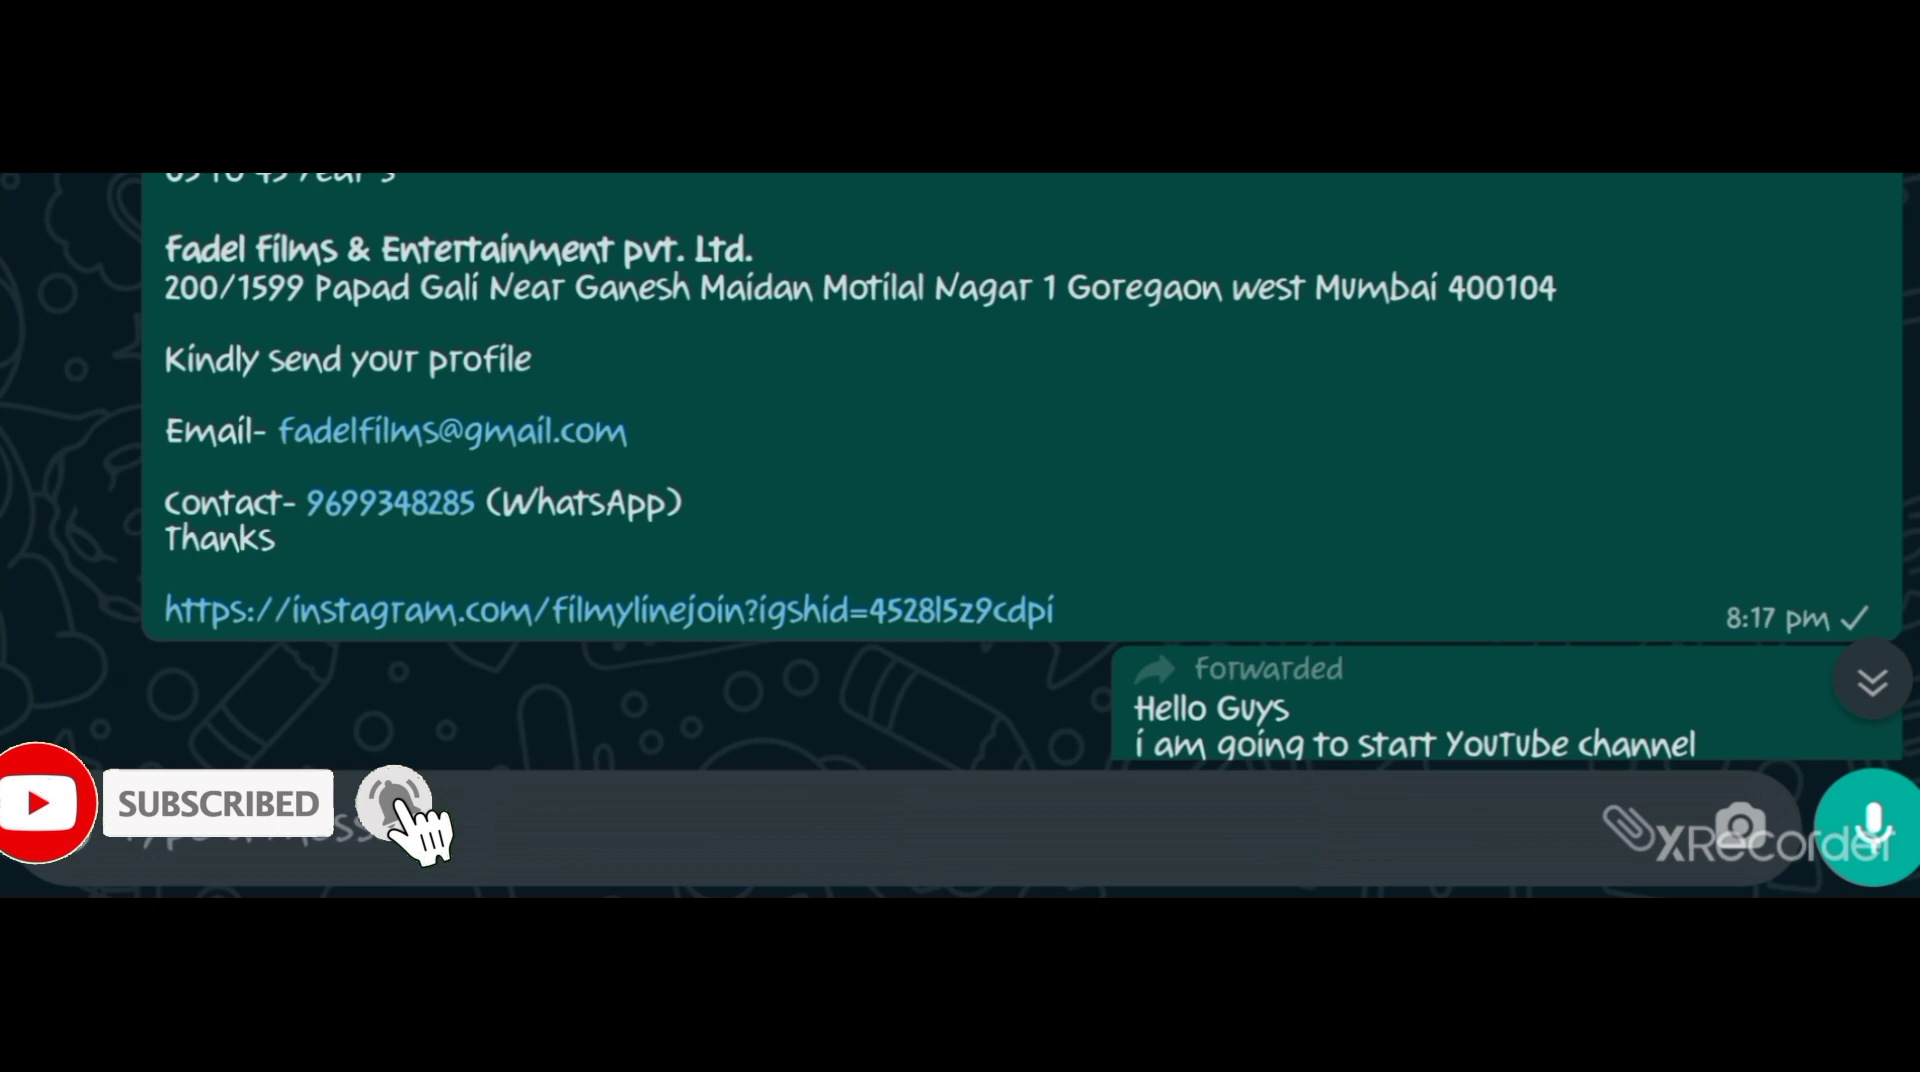 Fadel Films & Entertainment pvt. Ltd.
200/1599 Papad Gali Near Ganesh Maidan Motilal Nagar 1 Goregaon west Mumbai 400104
Kindly send your profile
Email- fadelfilms@gmail.com
Contact- 9699348285 (WhatsApp)
Thanks
https://instagram.com/filmylinejoin?igshid=4528l5z9cdpi
8:17 pm
Forwarded
Hello Guys
i am going to start YouTube channel
SUBSCRIBED
XRecorder